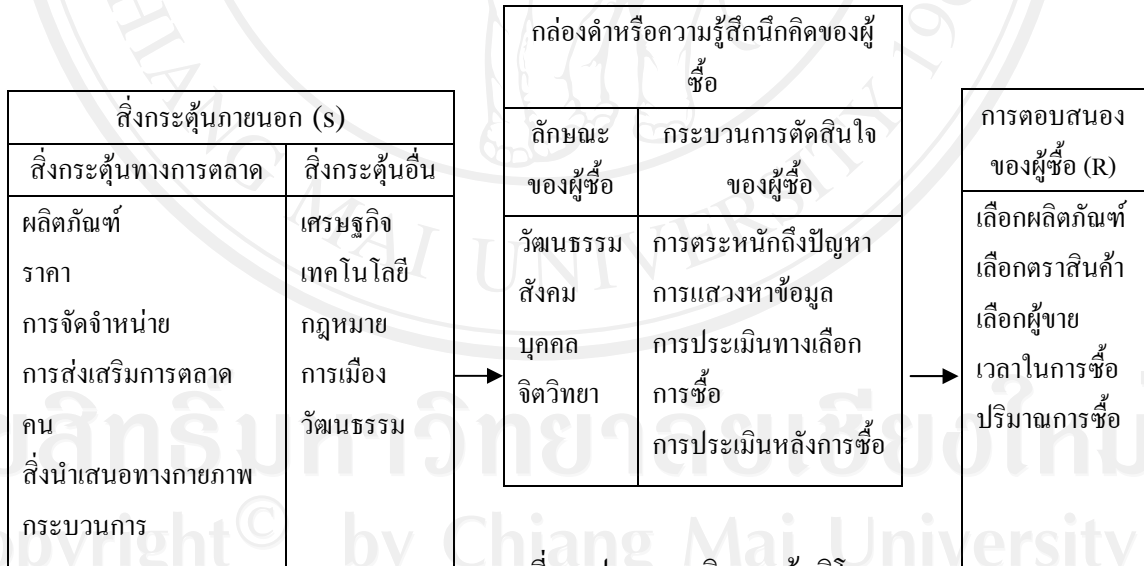 สิ่งกระตุ้นภายนอก (s)
สิ่งกระตุ้นทางการตลาด
ผลิตภัณฑ์
ราคา
การจัดจำหน่าย
การส่งเสริมการตลาด
คน
สิ่งนำเสนอทางกายภาพ
กระบวนการ
สิ่งกระตุ้นอื่น
เศรษฐกิจ
เทคโนโลยี
กฎหมาย
การเมือง
วัฒนธรรม
กล่องดำหรือความรู้สึกนึกคิดของผู้
ซื้อ
ลักษณะ
ของผู้ซื้อ
วัฒนธรรม
สังคม
บุคคล
จิตวิทยา
กระบวนการตัดสินใจ
ของผู้ซื้อ
การตระหนักถึงปัญหา
การแสวงหาข้อมูล
การประเมินทางเลือก
การซื้อ
การประเมินหลังการซื้อ
การตอบสนอง
ของผู้ซื้อ (R)
เลือกผลิตภัณฑ์
เลือกตราสินค้า
เลือกผู้ขาย
เวลาในการซื้อ
ปริมาณการซื้อ
CHIANG MAI UNIVERSITY 196
by Chiang Mai University